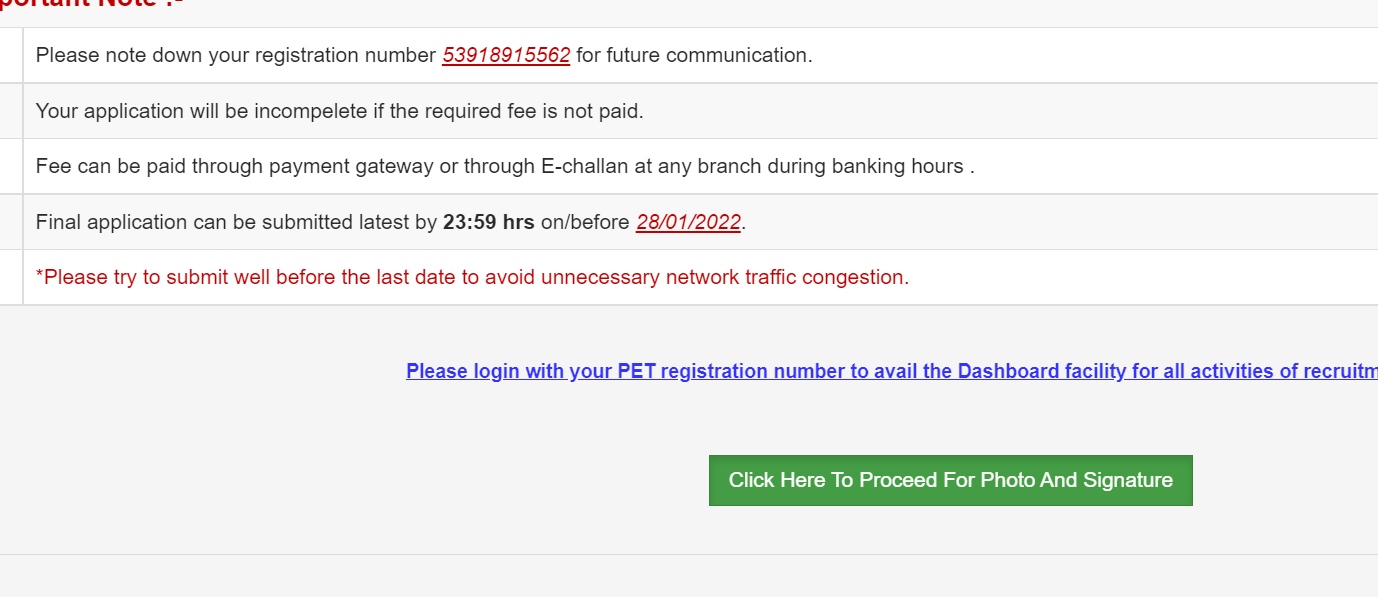 portant Note :-
Please note down your registration number 53918915562 for future communication.
Your application will be incompelete if the required fee is not paid.
Fee can be paid through payment gateway or through E-challan at any branch during banking hours .
Final application can be submitted latest by 23:59 hrs on/before 28/01/2022.
*Please try to submit well before the last date to avoid unnecessary network traffic congestion.
Please login with your PET registration number to avail the Dashboard facility for all activities of recruitm
Click Here To Proceed For Photo And Signature